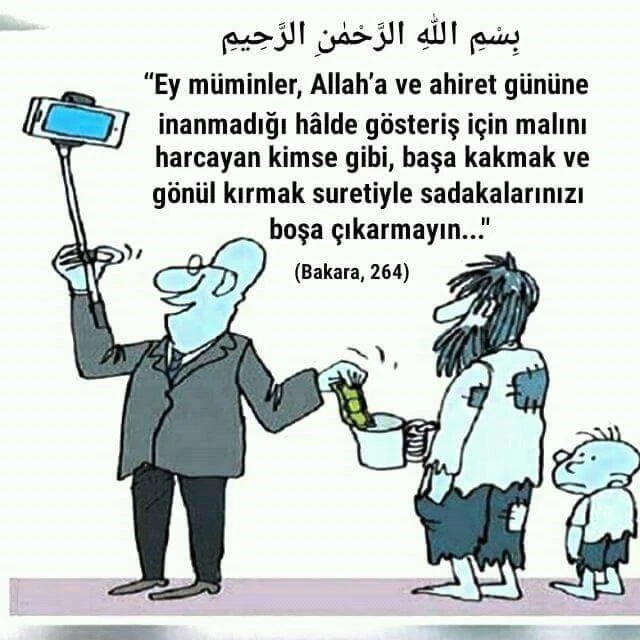 بِسْمِ اللهِ الرَّحْمٰنِ الرَّحِيمِ
“Ey müminler, Allah’a ve ahiret gününe
inanmadığı hâlde gösteriş için malını
harcayan kimse gibi, başa kakmak ve
gönül kırmak suretiyle sadakalarınızı
boşa çıkarmayın..."
(Bakara, 264)